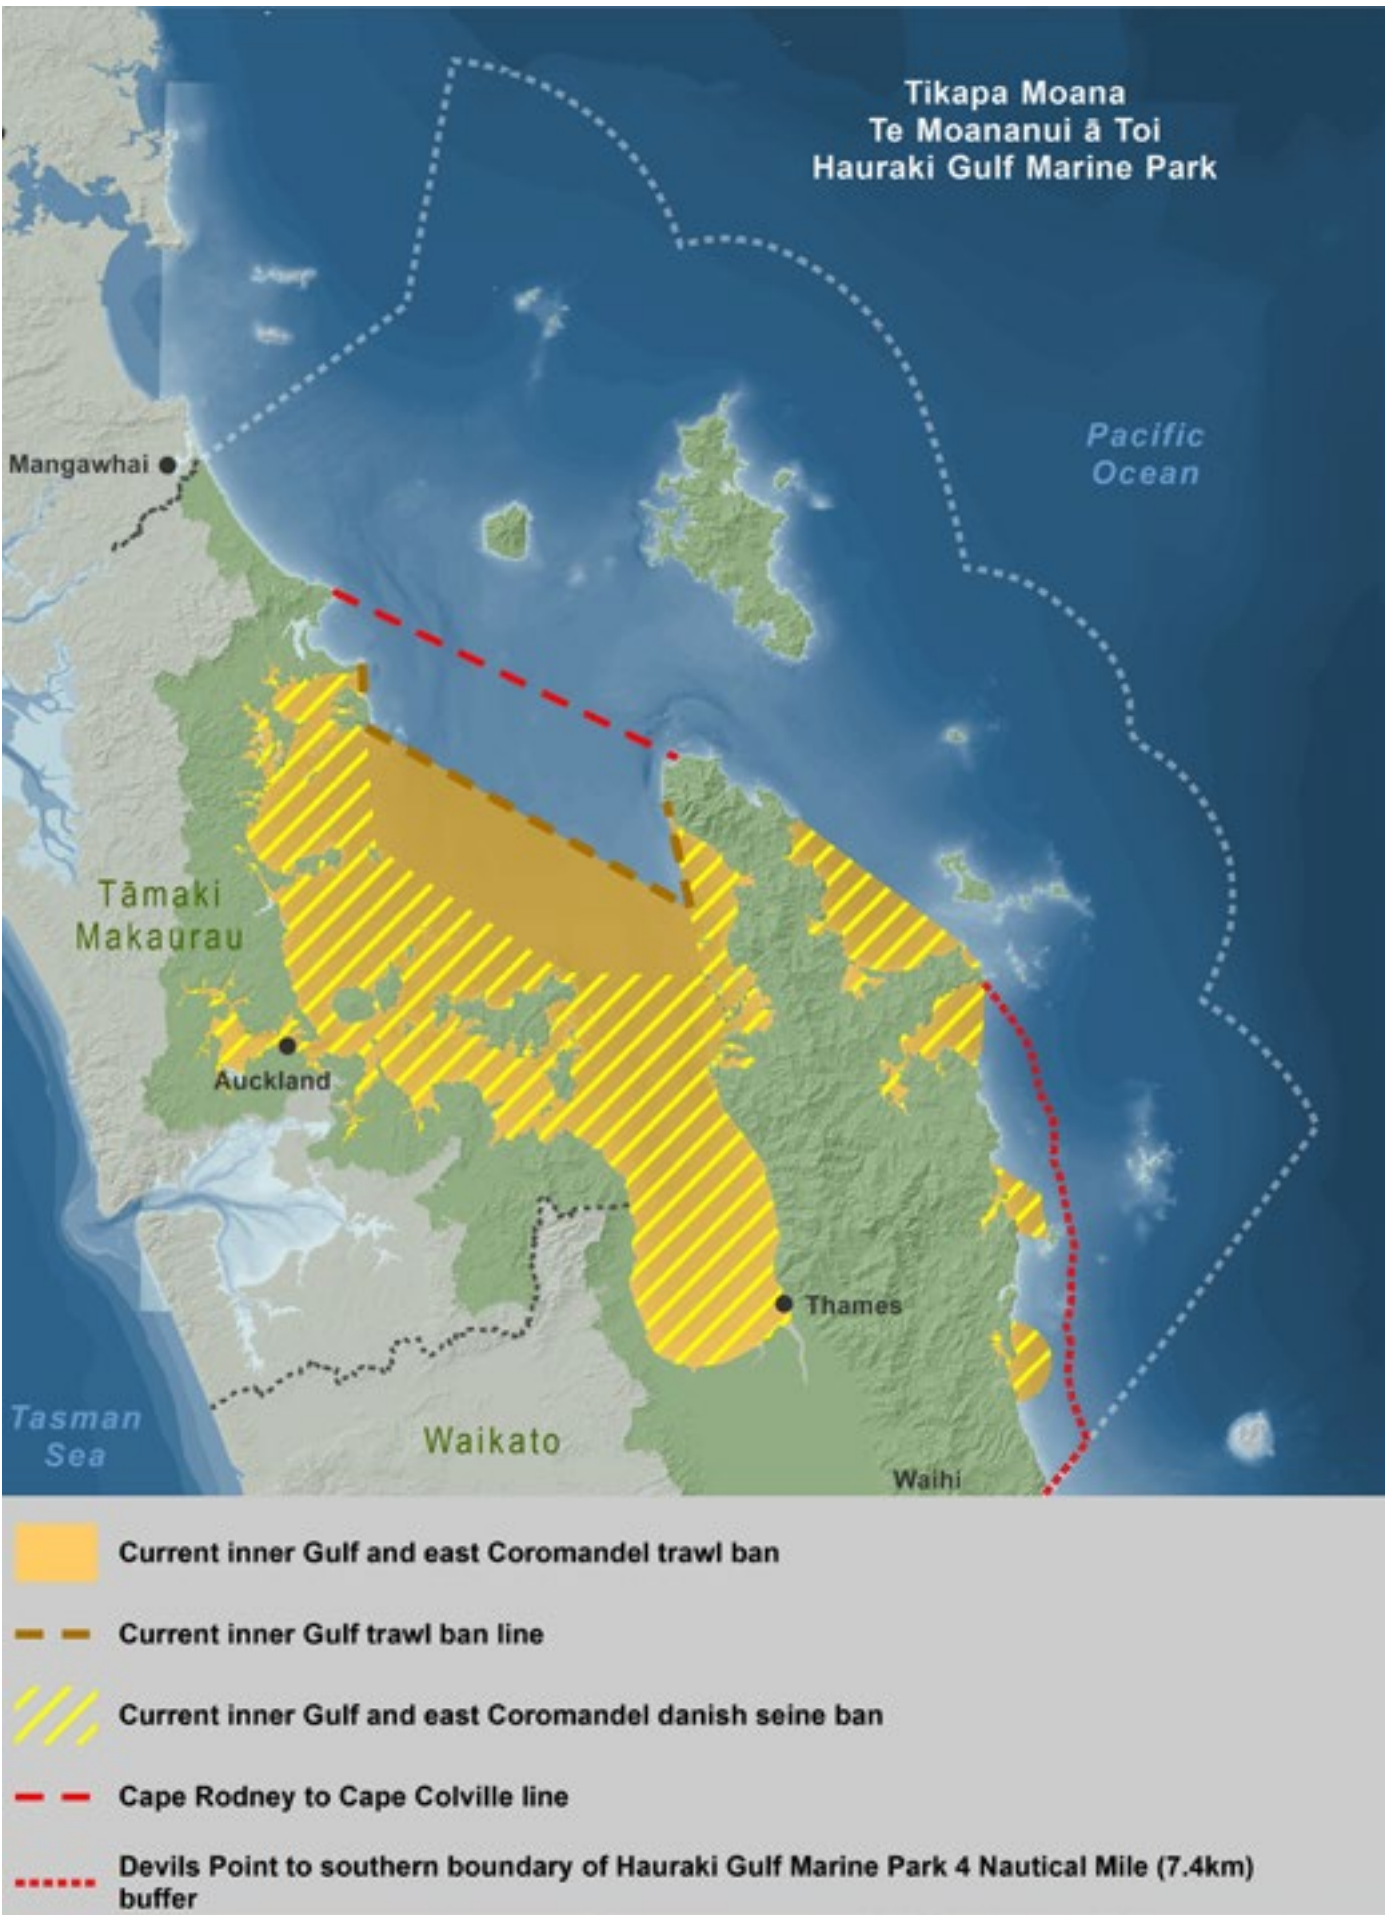 Tikapa Moana
Te Moananui ā Toi
Hauraki Gulf Marine Park
Pacific
Ocean
Mangawhai
Tāmaki
Makaurau
Auckland
Thames
Tasman
Sea
Waikato
Waihi
Current inner Gulf and east Coromandel trawl ban
Current inner Gulf trawl ban line
Current inner Gulf and east Coromandel danish seine ban
Cape Rodney to Cape Colville line
Devils Point to southern boundary of Hauraki Gulf Marine Park 4 Nautical Mile (7.4km)
buffer